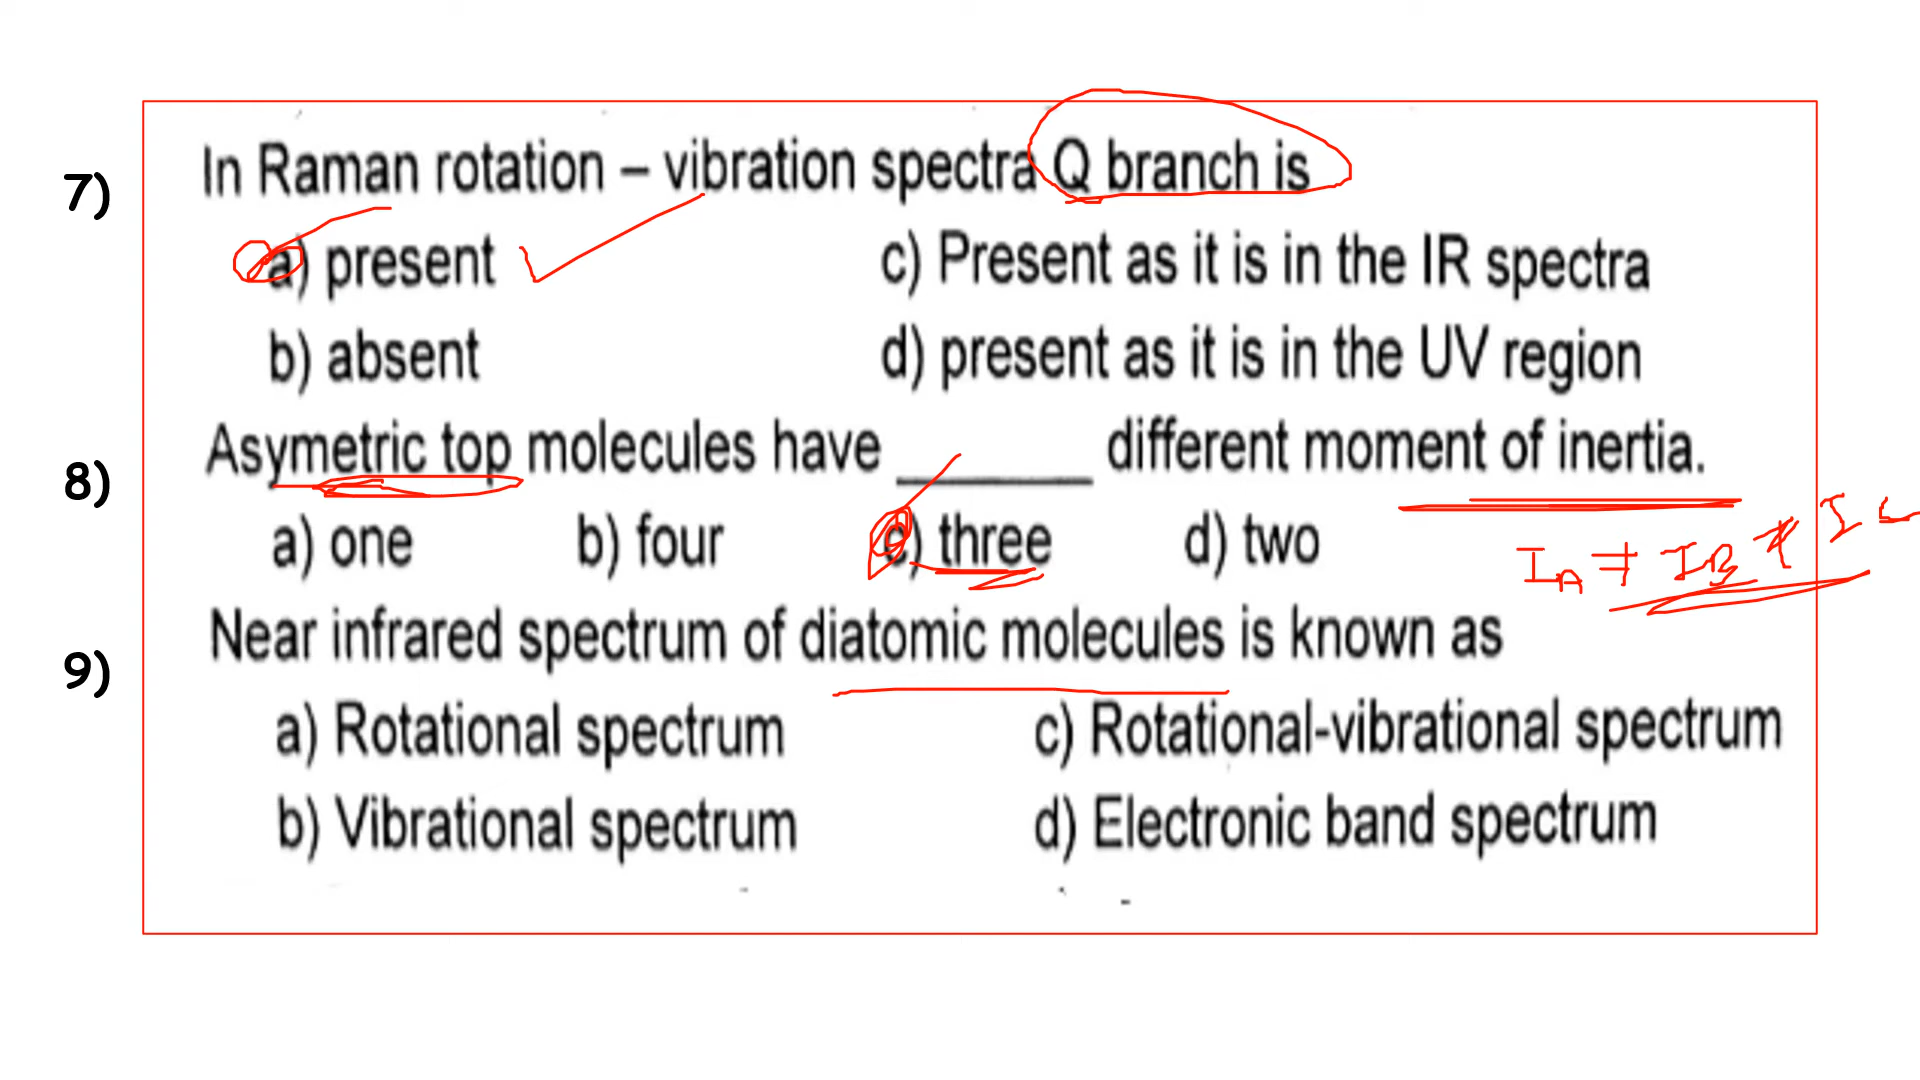 7) In Raman rotation – vibration spectra Q branch is
a) present c) Present as it is in the IR spectra
b) absent d) present as it is in the UV region
8) Asymetric top molecules have ______ different moment of inertia.
a) one b) four c) three d) two
I_A ≠ I_B ≠ I_C
9) Near infrared spectrum of diatomic molecules is known as
a) Rotational spectrum c) Rotational-vibrational spectrum
b) Vibrational spectrum d) Electronic band spectrum